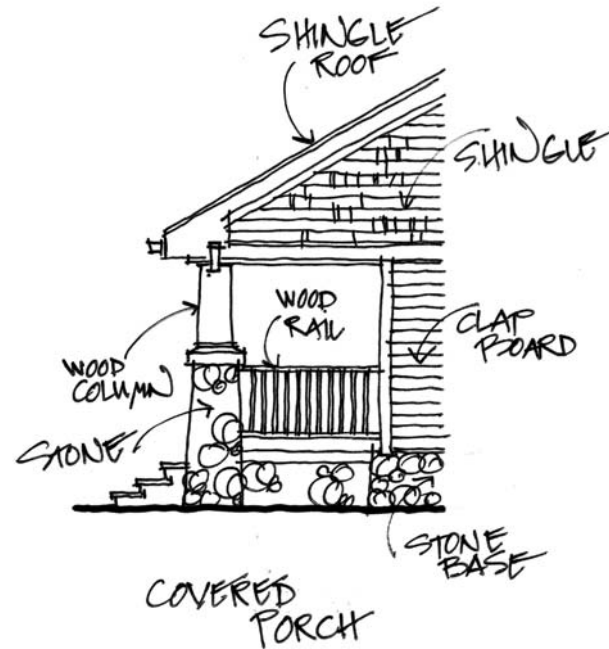 SHINGLE
ROOF
SHINGLE
WOOD
RAIL
CLAP
BOARD
WOOD
COLUMN
STONE
STONE
BASE
COVERED
PORCH